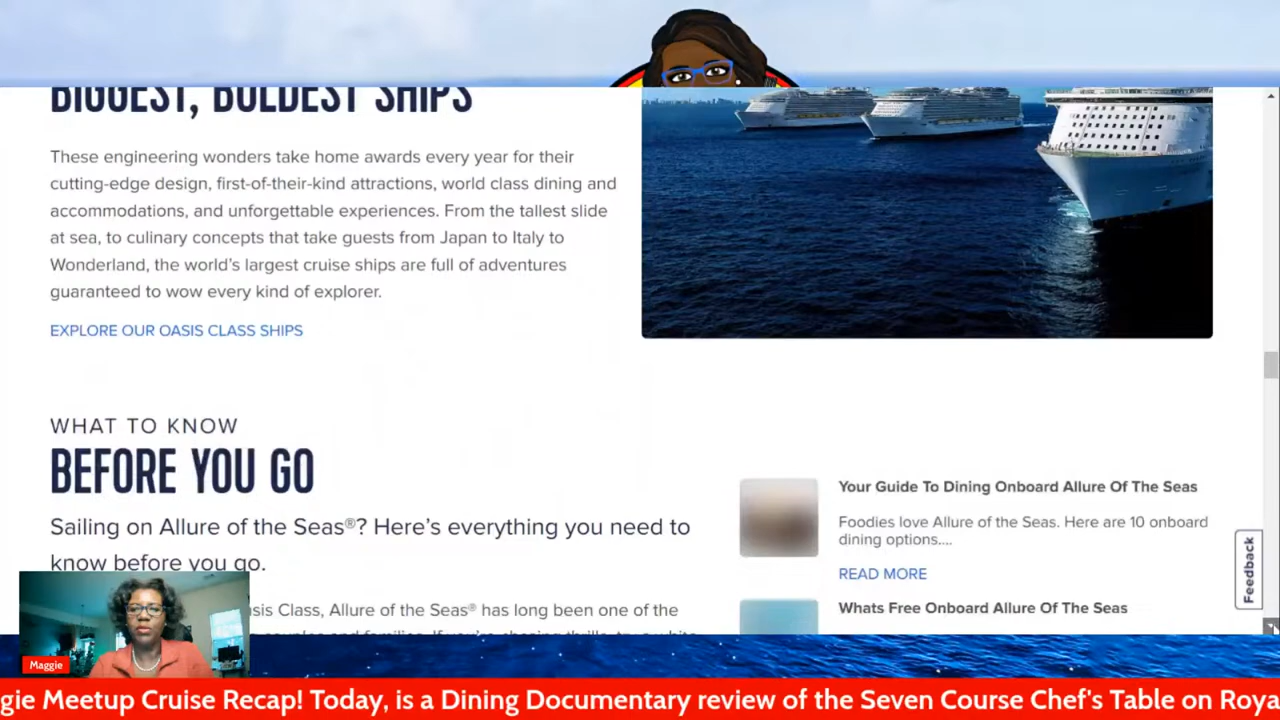 BIGGEST, BOLDEST SHIPS
These engineering wonders take home awards every year for their
cutting-edge design, first-of-their-kind attractions, world class dining and
accommodations, and unforgettable experiences. From the tallest slide
at sea, to culinary concepts that take guests from Japan to Italy to
Wonderland, the world's largest cruise ships are full of adventures
guaranteed to wow every kind of explorer.
EXPLORE OUR OASIS CLASS SHIPS
WHAT TO KNOW
BEFORE YOU GO
Sailing on Allure of the Seas®? Here's everything you need to
know before you go.
sis Class, Allure of the Seas® has long been one of the
Your Guide To Dining Onboard Allure Of The Seas
Foodies love Allure of the Seas. Here are 10 onboard
dining options....
READ MORE
Whats Free Onboard Allure Of The Seas
Feedback
Maggie
gie Meetup Cruise Recap! Today, is a Dining Documentary review of the Seven Course Chef's Table on Roya